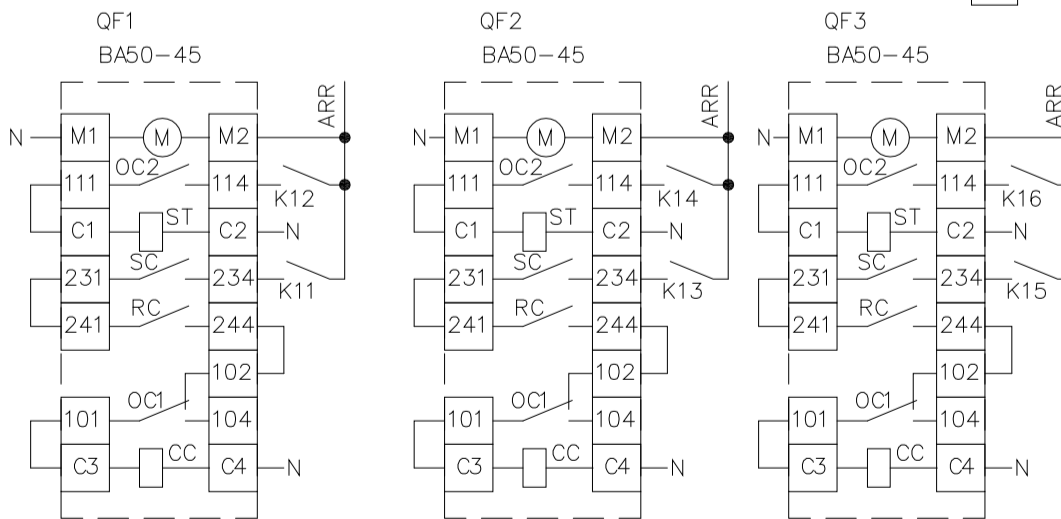 QF1
BA50-45
ARR
N M1 M M2
OC2
111 114
K12
ST
C1 C2 N
SC
231 234
K11
RC
241 244
102
OC1
101 104
CC
C3 C4 N
QF2
BA50-45
ARR
N M1 M M2
OC2
111 114
K14
ST
C1 C2 N
SC
231 234
K13
RC
241 244
102
OC1
101 104
CC
C3 C4 N
QF3
BA50-45
ARR
N M1 M M2
OC2
111 114
K16
ST
C1 C2 N
SC
231 234
K15
RC
241 244
102
OC1
101 104
CC
C3 C4 N